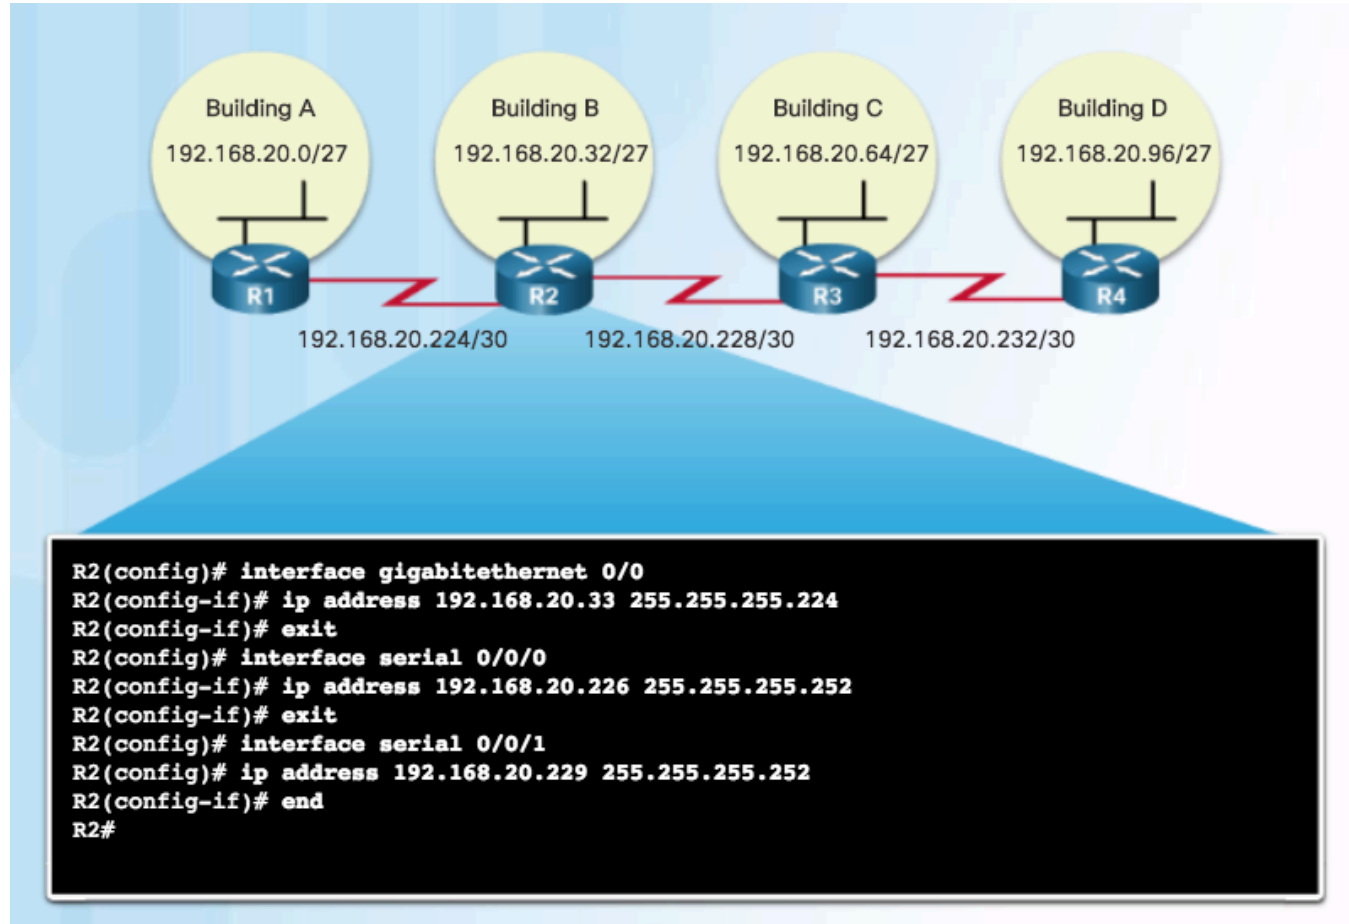 Building A
192.168.20.0/27
Building B
192.168.20.32/27
Building C
192.168.20.64/27
Building D
192.168.20.96/27
R1
R2
R3
R4
192.168.20.224/30
192.168.20.228/30
192.168.20.232/30
R2(config)# interface gigabitethernet 0/0
R2(config-if)# ip address 192.168.20.33 255.255.255.224
R2(config-if)# exit
R2(config)# interface serial 0/0/0
R2(config-if)# ip address 192.168.20.226 255.255.255.252
R2(config-if)# exit
R2(config)# interface serial 0/0/1
R2(config)# ip address 192.168.20.229 255.255.255.252
R2(config-if)# end
R2#